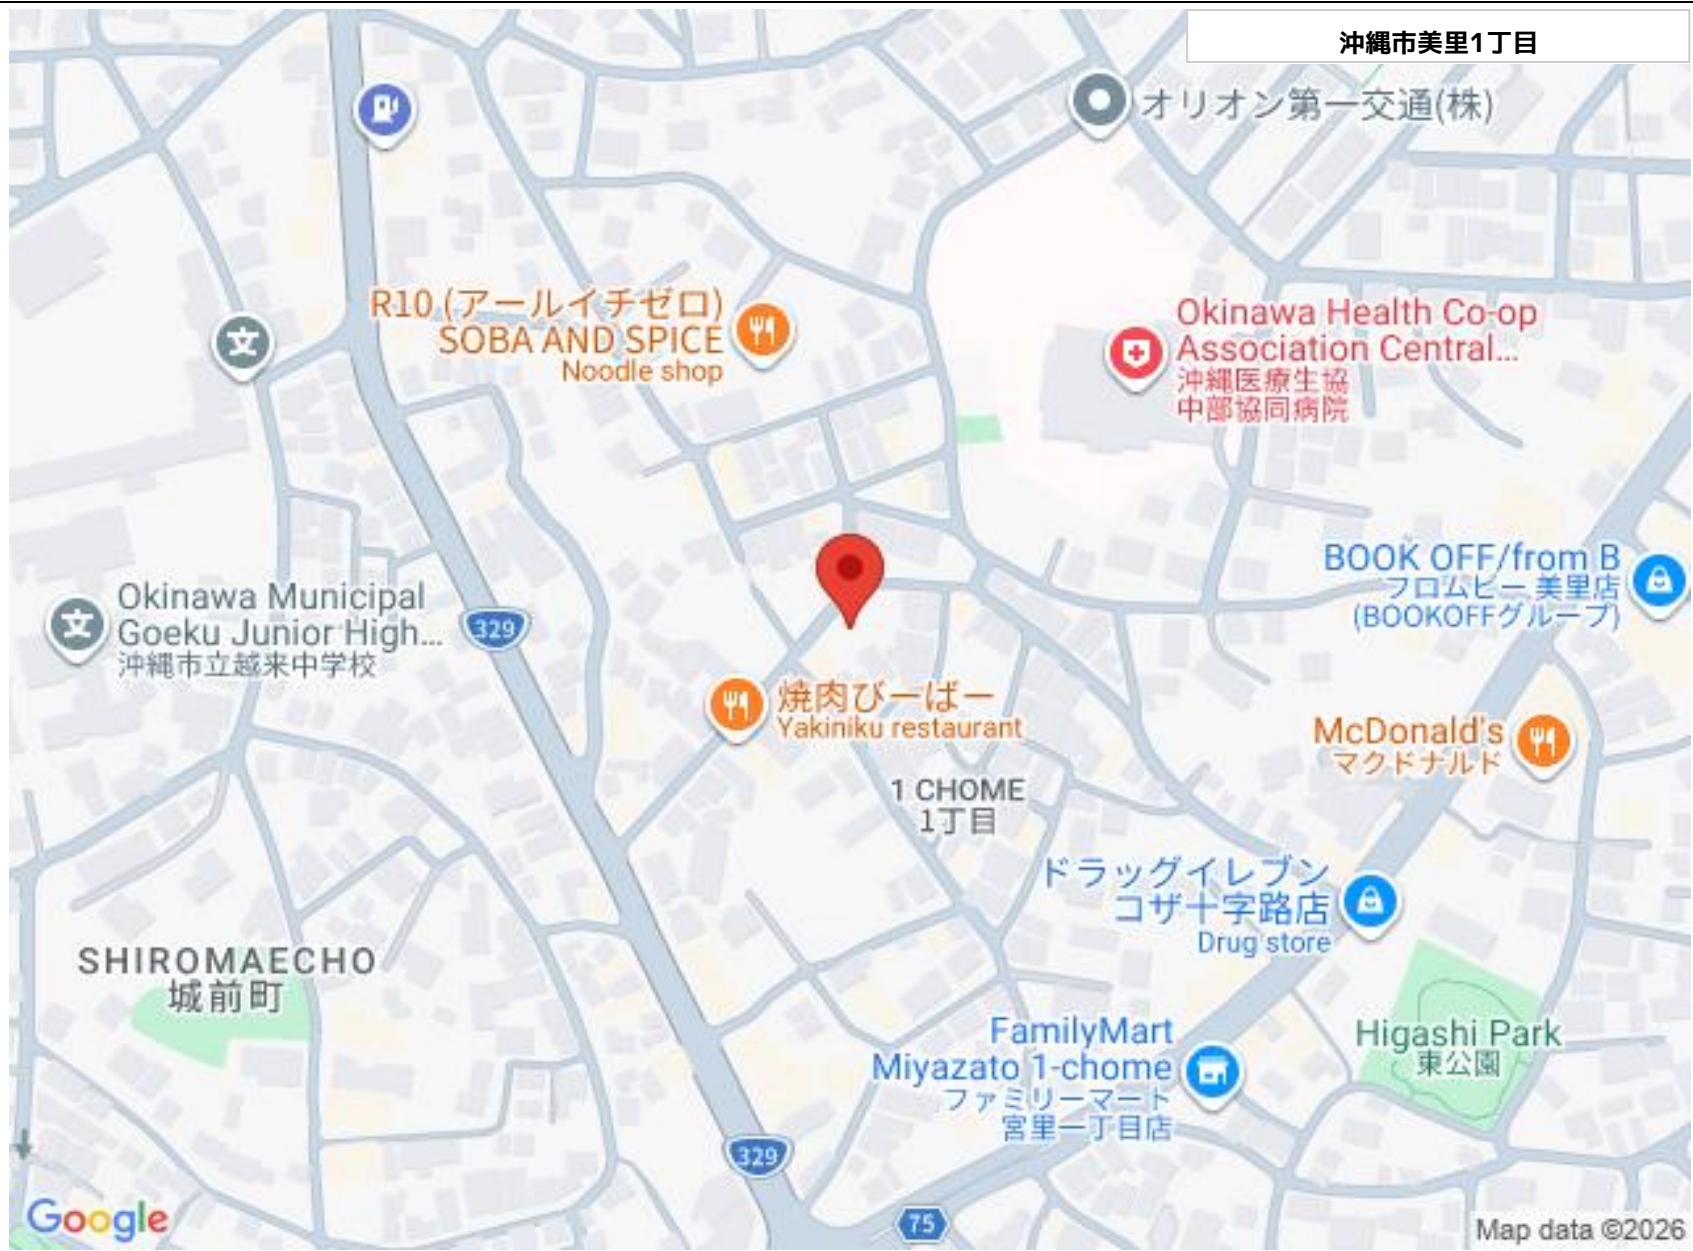 沖縄市美里1丁目
オリオン第一交通(株)
R10 (アールイチゼロ)
SOBA AND SPICE
Noodle shop
Okinawa Health Co-op
Association Central...
沖縄医療生協
中部協同病院
BOOK OFF/from B
フロムビー 美里店
(BOOKOFFグループ)
Okinawa Municipal
Goeku Junior High...
沖縄市立越来中学校
329
焼肉びーばー
Yakiniku restaurant
McDonald's
マクドナルド
1 CHOME
1丁目
ドラッグイレブン
コザ十字路店
Drug store
SHIROMAECHO
城前町
FamilyMart
Miyazato 1-chome
ファミリーマート
宮里一丁目店
Higashi Park
東公園
329
75
Google
Map data ©2026
文
文